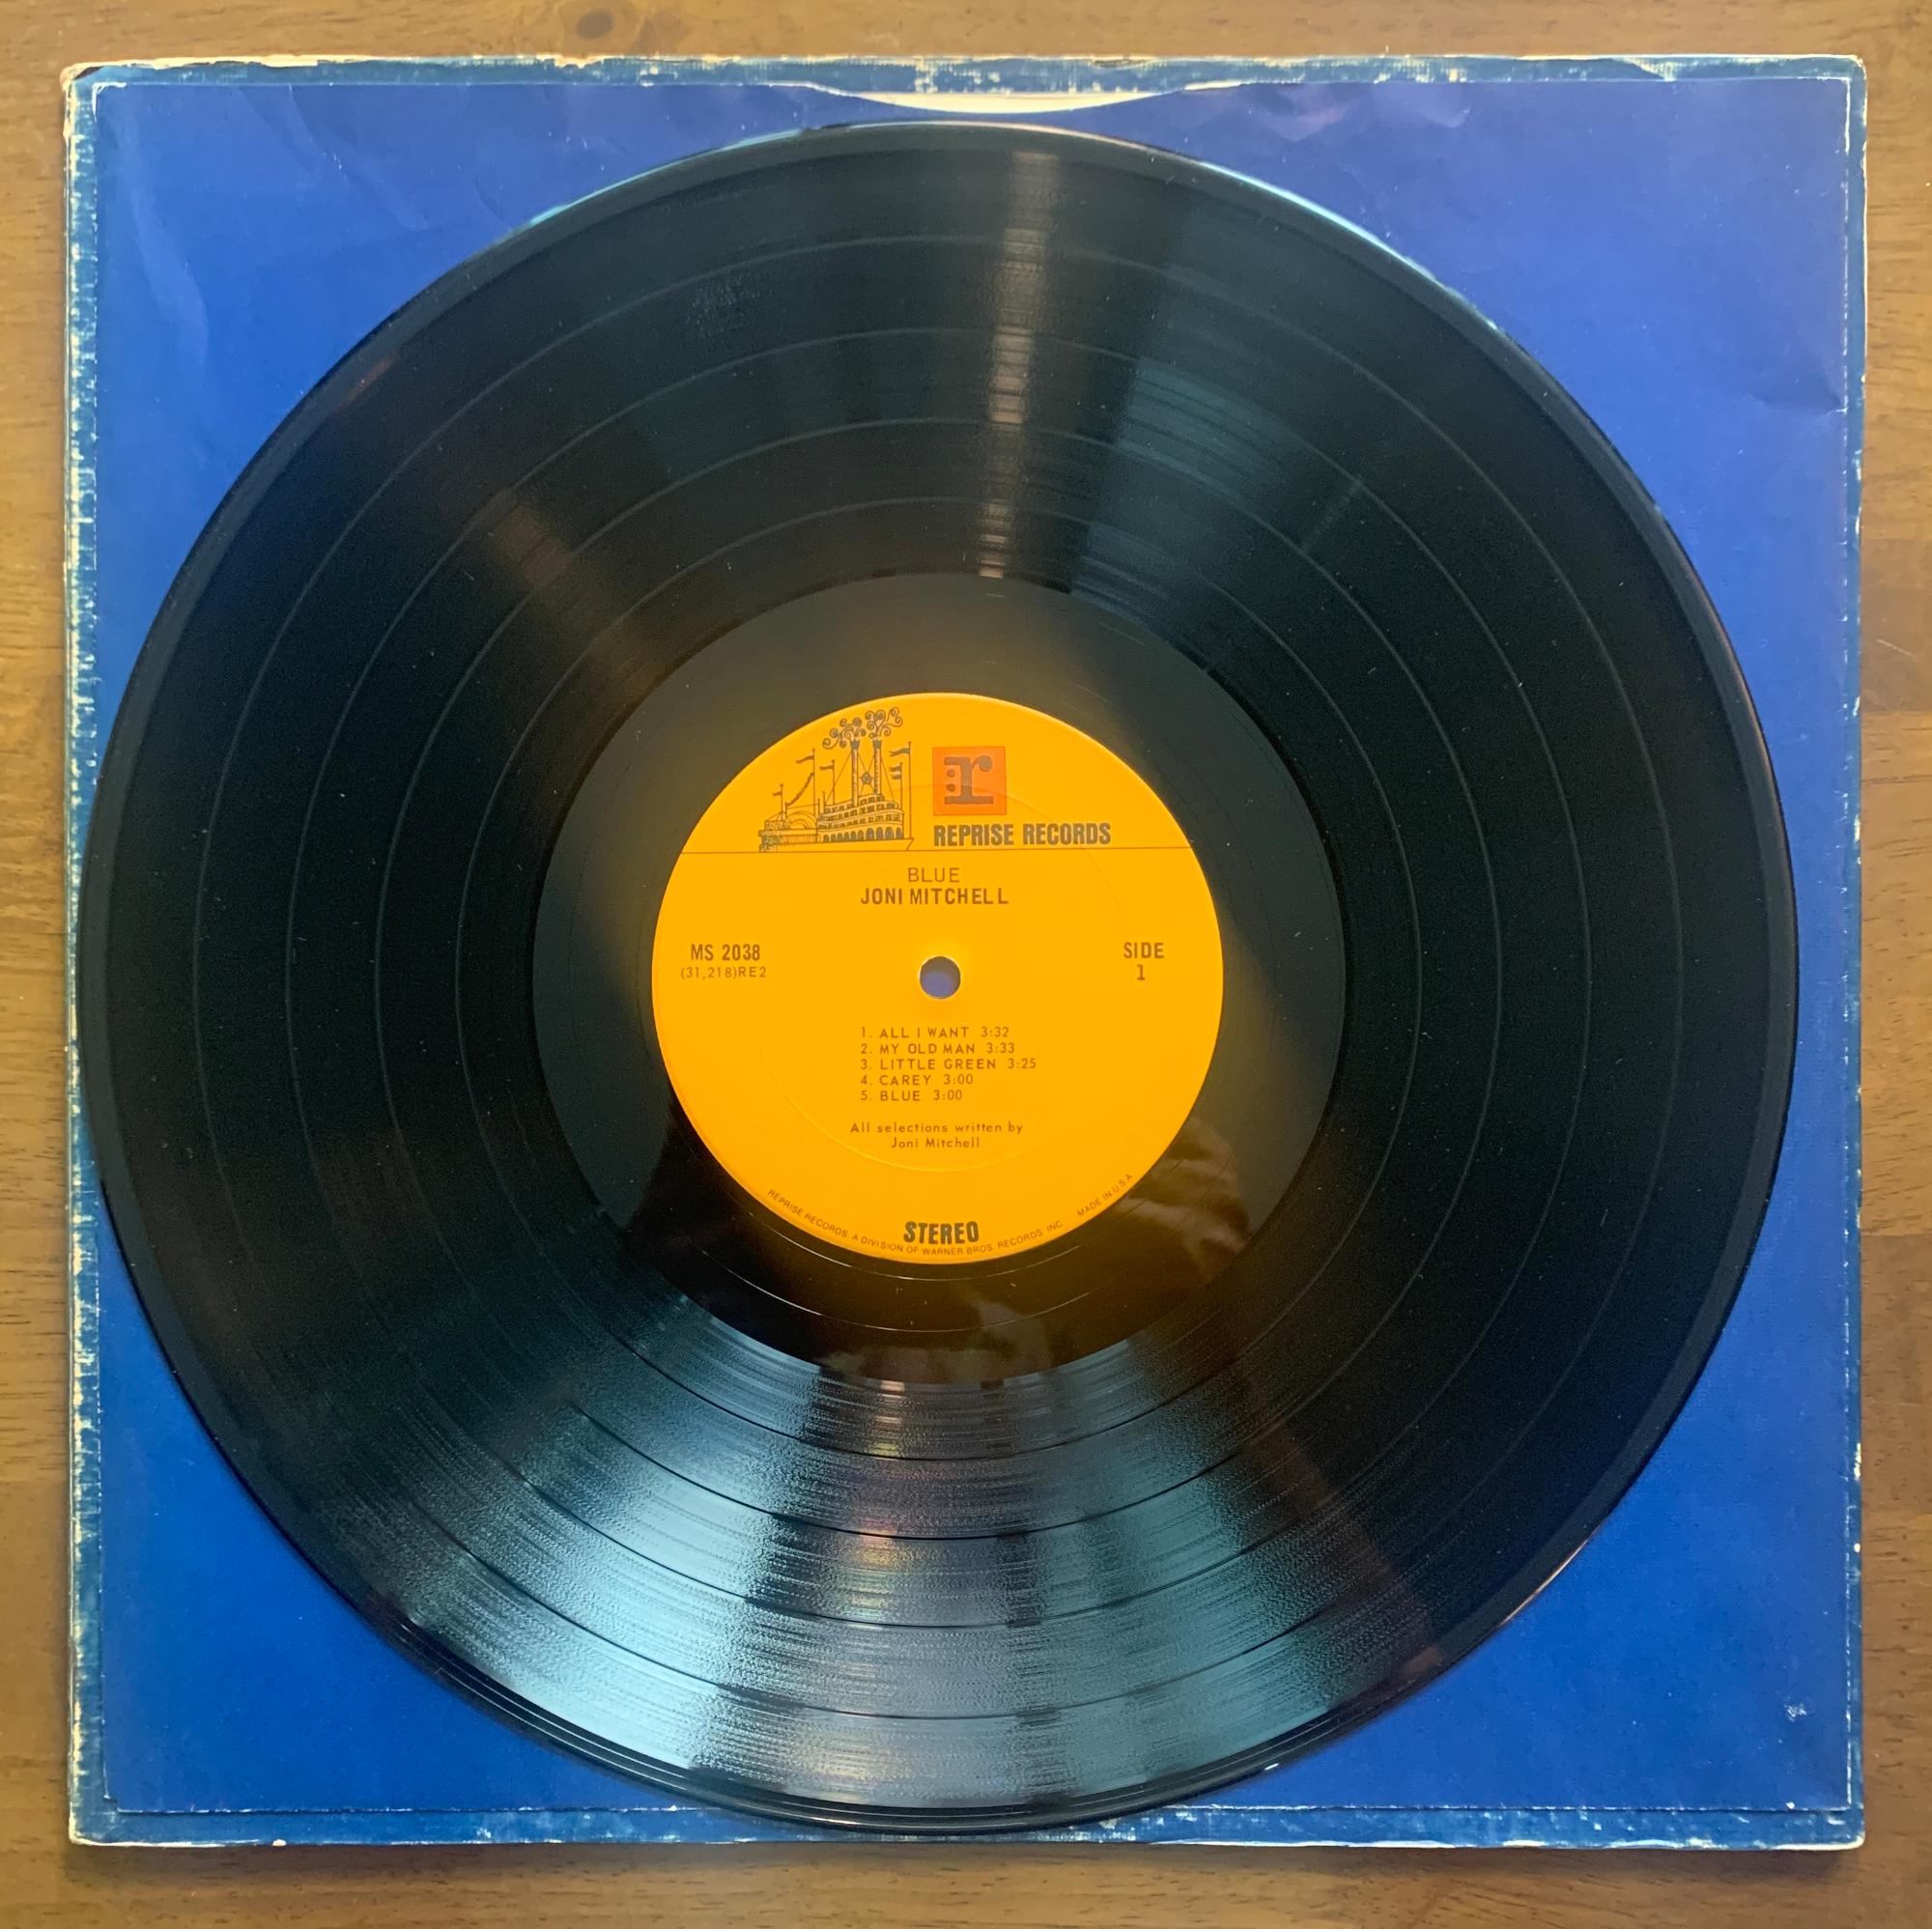 :r
REPRISE RECORDS
BLUE
JONI MITCHELL
MS 2038
(31,218)RE2
SIDE
1
1. ALL I WANT 3:32
2. MY OLD MAN 3:33
3. LITTLE GREEN 3:25
4. CAREY 3:00
5. BLUE 3:00
All selections written by
Joni Mitchell
STEREO
REPRISE RECORDS, A DIVISION OF WARNER BROS. RECORDS, INC. MADE IN U.S.A.